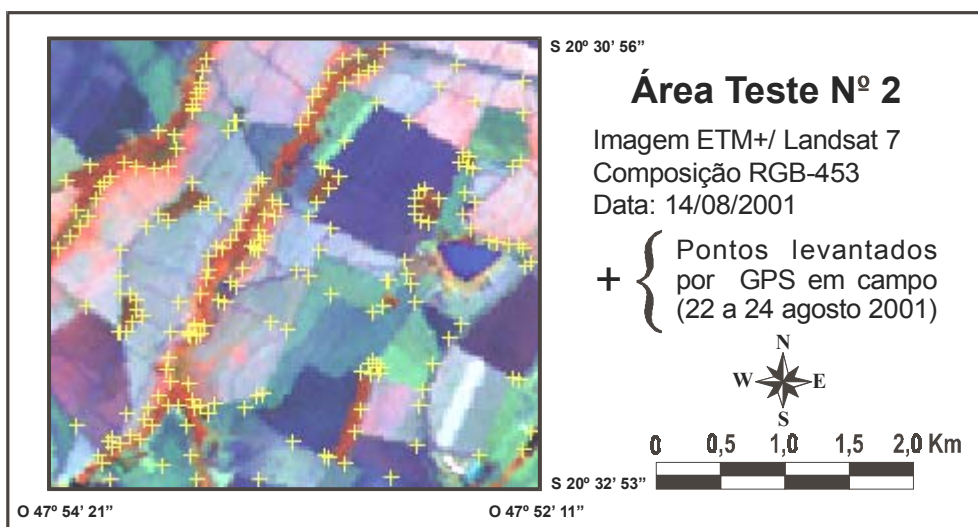 S 20º 30’ 56”
Área Teste Nº 2
Imagem ETM+/ Landsat 7
Composição RGB-453
Data: 14/08/2001
+
Pontos levantados
por GPS em campo
(22 a 24 agosto 2001)
N
W E
S
0 0,5 1,0 1,5 2,0 Km
S 20º 32’ 53”
O 47º 54’ 21”
O 47º 52’ 11”